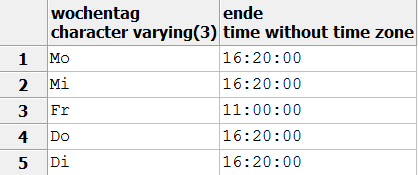 wochentag ende
character varying(3) time without time zone
1 Mo 16:20:00
2 Mi 16:20:00
3 Fr 11:00:00
4 Do 16:20:00
5 Di 16:20:00